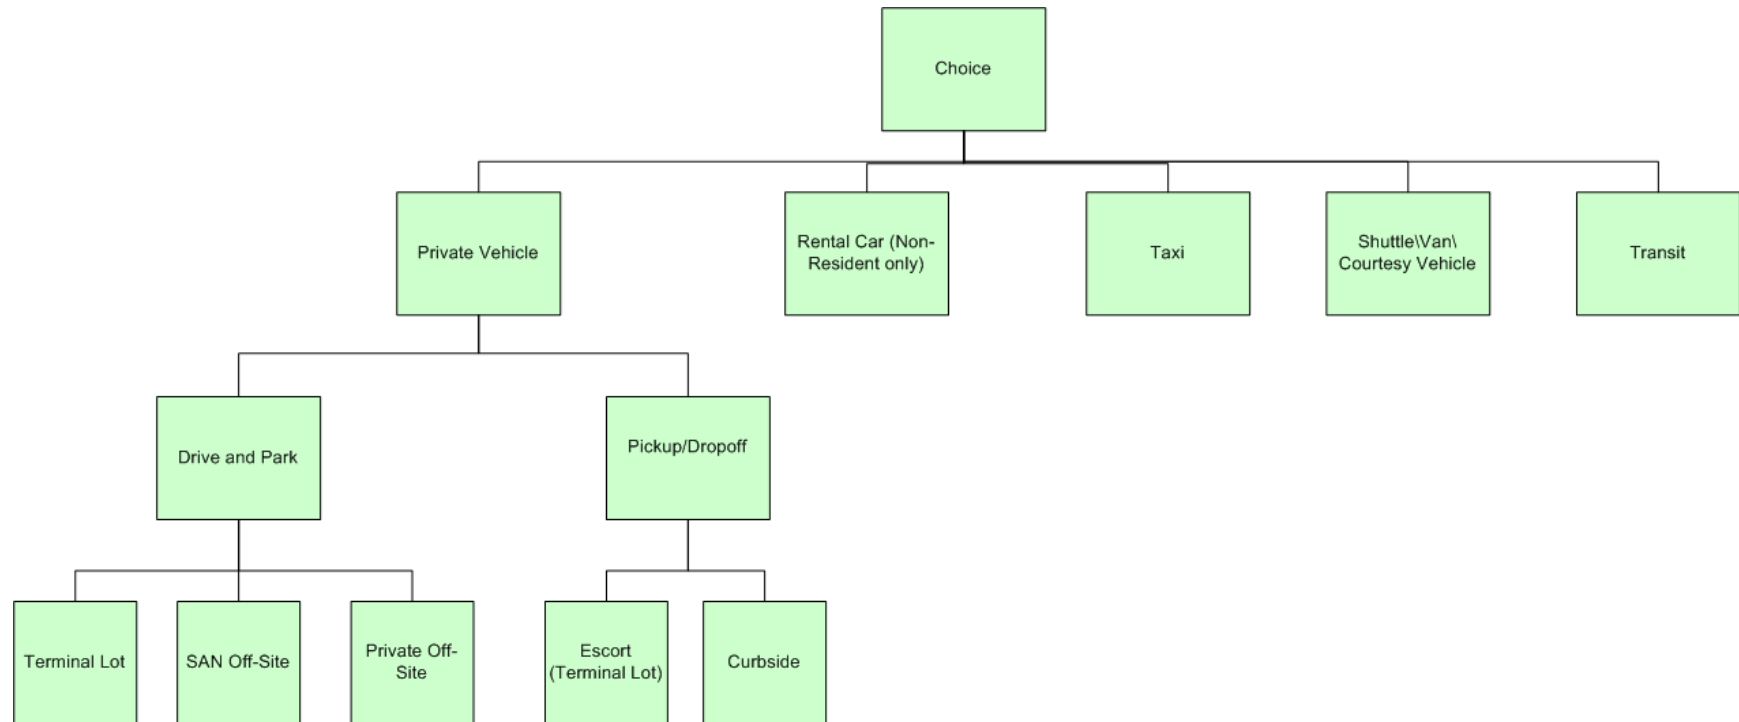 Choice
Private Vehicle
Rental Car (Non-
Resident only)
Taxi
Shuttle\Van\
Courtesy Vehicle
Transit
Drive and Park
Pickup/Dropoff
Terminal Lot
SAN Off-Site
Private Off-
Site
Escort
(Terminal Lot)
Curbside